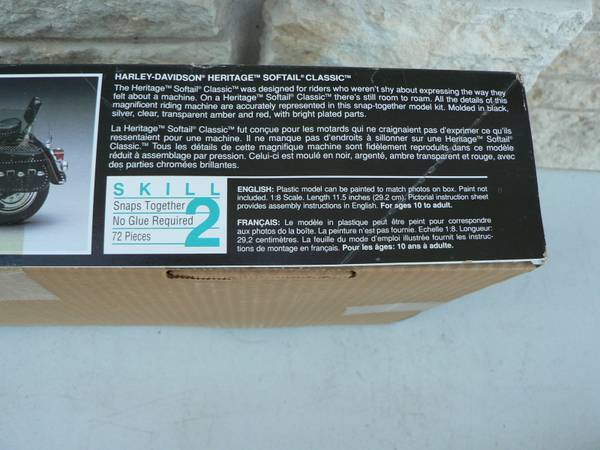 HARLEY-DAVIDSON® HERITAGE™ SOFTAIL® CLASSIC™
The Heritage™ Softail® Classic™ was designed for riders who weren't shy about expressing the way they
felt about a machine. On a Heritage™ Softail® Classic™ there's still room to roam. All the details of this
magnificent riding machine are accurately represented in this snap-together model kit. Molded in black,
silver, clear, transparent amber and red, with bright plated parts.
La Heritage™ Softail® Classic™ fut conçue pour les motards qui ne craignaient pas d'exprimer ce qu'ils
ressentaient pour une machine. Il ne manque pas d'endroits à sillonner sur une Heritage™ Softail®
Classic.™ Tous les détails de cette magnifique machine sont fidèlement reproduits dans ce modèle
réduit à assemblage par pression. Celui-ci est moulé en noir, argenté, ambre transparent et rouge, avec
des parties chromées brillantes.
SKILL 2
Snaps Together
No Glue Required
72 Pieces
ENGLISH: Plastic model can be painted to match photos on box. Paint not
included. 1:8 Scale. Length 11.5 inches (29.2 cm). Pictorial instruction sheet
provides assembly instructions in English. For ages 10 to adult.
FRANÇAIS: Le modèle in plastique peut être peint pour correspondre
aux photos de la boîte. La peinture n'est pas fournie. Echelle 1:8. Longueur:
29,2 centimètres. La feuille du mode d'emploi illustrée fournit les instruc-
tions de montage en français. Pour les âges: 10 ans à adulte.